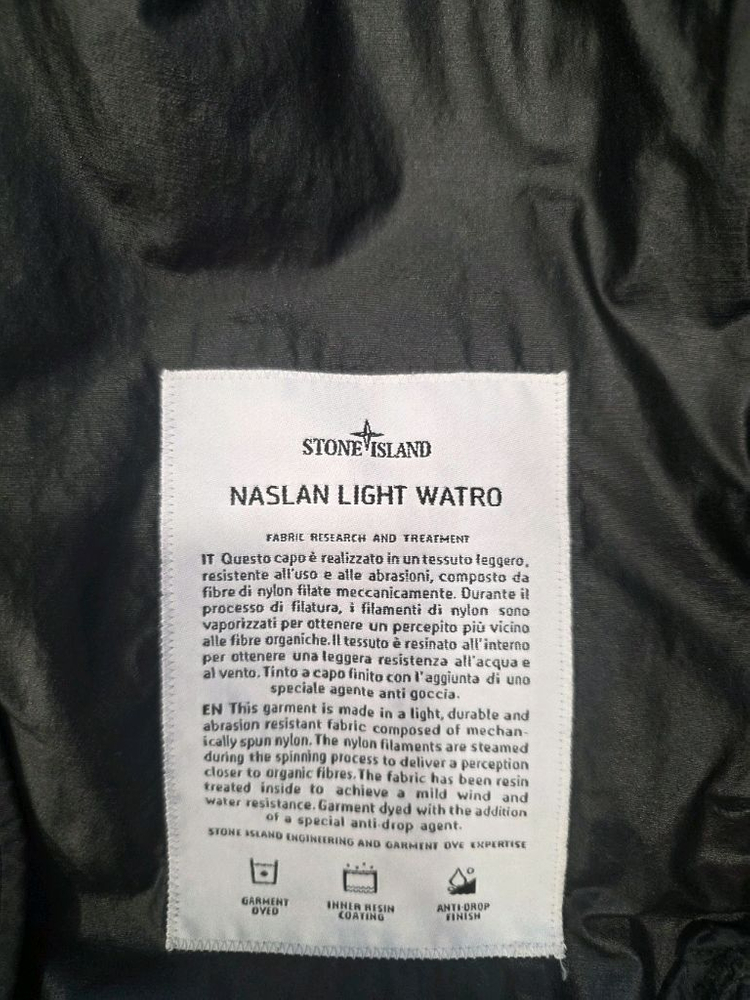 STONE ISLAND
NASLAN LIGHT WATRO
FABRIC RESEARCH AND TREATMENT
IT Questo capo è realizzato in un tessuto leggero,
resistente all'uso e alle abrasioni, composto da
fibre di nylon filate meccanicamente. Durante il
processo di filatura, i filamenti di nylon sono
vaporizzati per ottenere un percepito più vicino
alle fibre organiche. Il tessuto è resinato all'interno
per ottenere una leggera resistenza all'acqua e
al vento. Tinto a capo finito con l'aggiunta di uno
speciale agente anti goccia.
EN This garment is made in a light, durable and
abrasion resistant fabric composed of mechan-
ically spun nylon. The nylon filaments are steamed
during the spinning process to deliver a perception
closer to organic fibres. The fabric has been resin
treated inside to achieve a mild wind and
water resistance. Garment dyed with the addition
of a special anti-drop agent.
STONE ISLAND ENGINEERING AND GARMENT DYE EXPERTISE
GARMENT INNER RESIN ANTI-DROP
DYED COATING FINISH